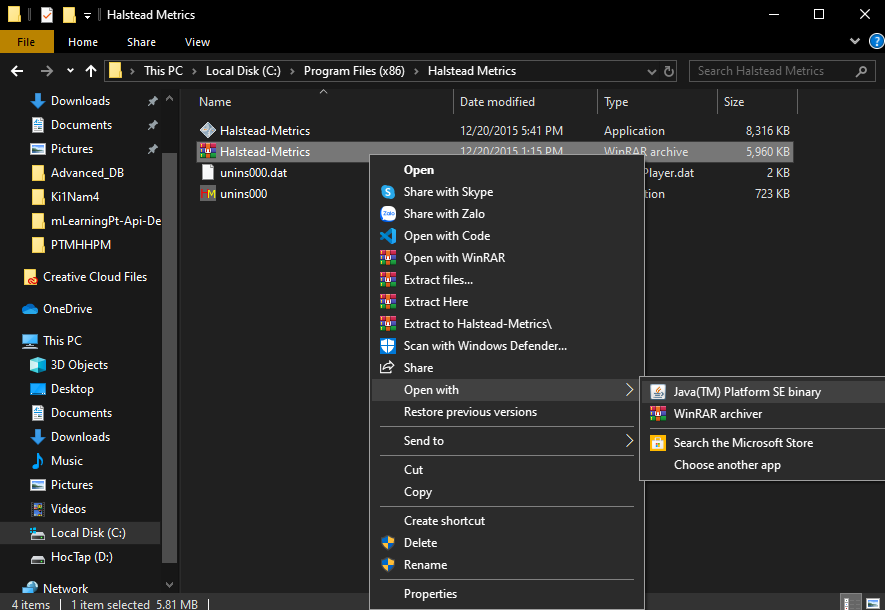 Halstead Metrics
File Home Share View
This PC Local Disk (C:) Program Files (x86) Halstead Metrics
Search Halstead Metrics
Downloads
Documents
Pictures
Advanced_DB
Ki1Nam4
mLearningPt-Api-De
PTMHHPM
Creative Cloud Files
OneDrive
This PC
3D Objects
Desktop
Documents
Downloads
Music
Pictures
Videos
Local Disk (C:)
HocTap (D:)
Network
Name Date modified Type Size
Halstead-Metrics 12/20/2015 5:41 PM Application 8,316 KB
Halstead-Metrics 12/20/2015 1:15 PM WinRAR archive 5,960 KB
unins000.dat Player.dat 2 KB
unins000 tion 723 KB
Open
Share with Skype
Zalo Share with Zalo
Open with Code
Open with WinRAR
Extract files...
Extract Here
Extract to Halstead-Metrics\
Scan with Windows Defender...
Share
Open with
Restore previous versions
Send to
Cut
Copy
Create shortcut
Delete
Rename
Properties
Java(TM) Platform SE binary
WinRAR archiver
Search the Microsoft Store
Choose another app
4 items 1 item selected 5.81 MB